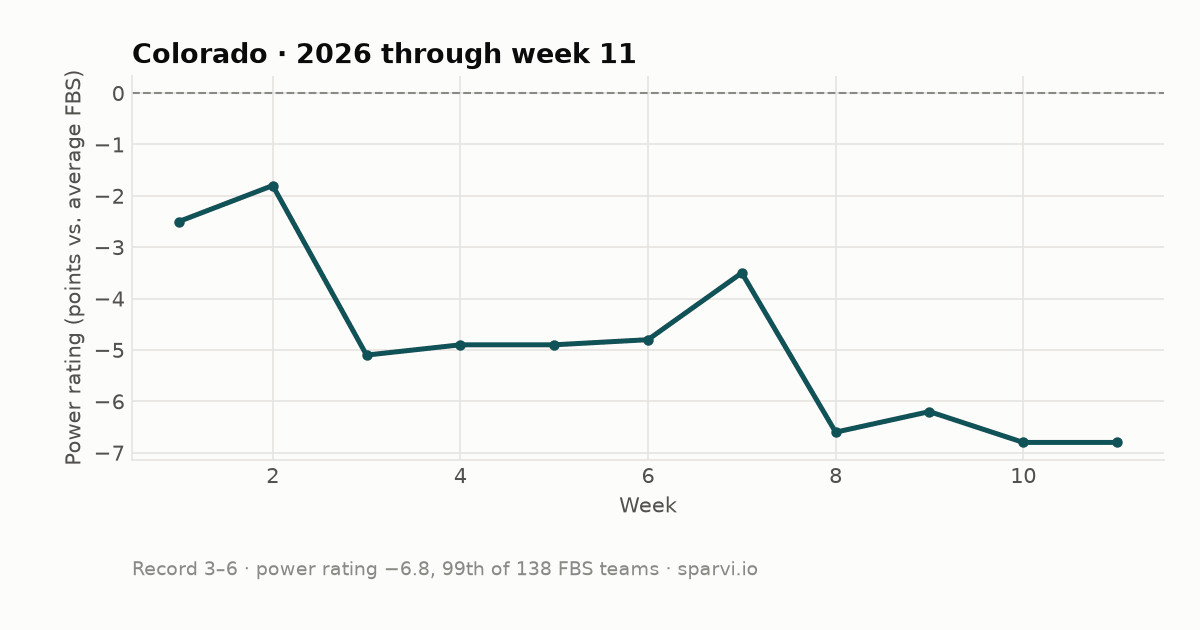 Colorado · 2026 through week 11
Power rating (points vs. average FBS)
0
−1
−2
−3
−4
−5
−6
−7
2 4 6 8 10
Week
Record 3–6 · power rating −6.8, 99th of 138 FBS teams · sparvi.io